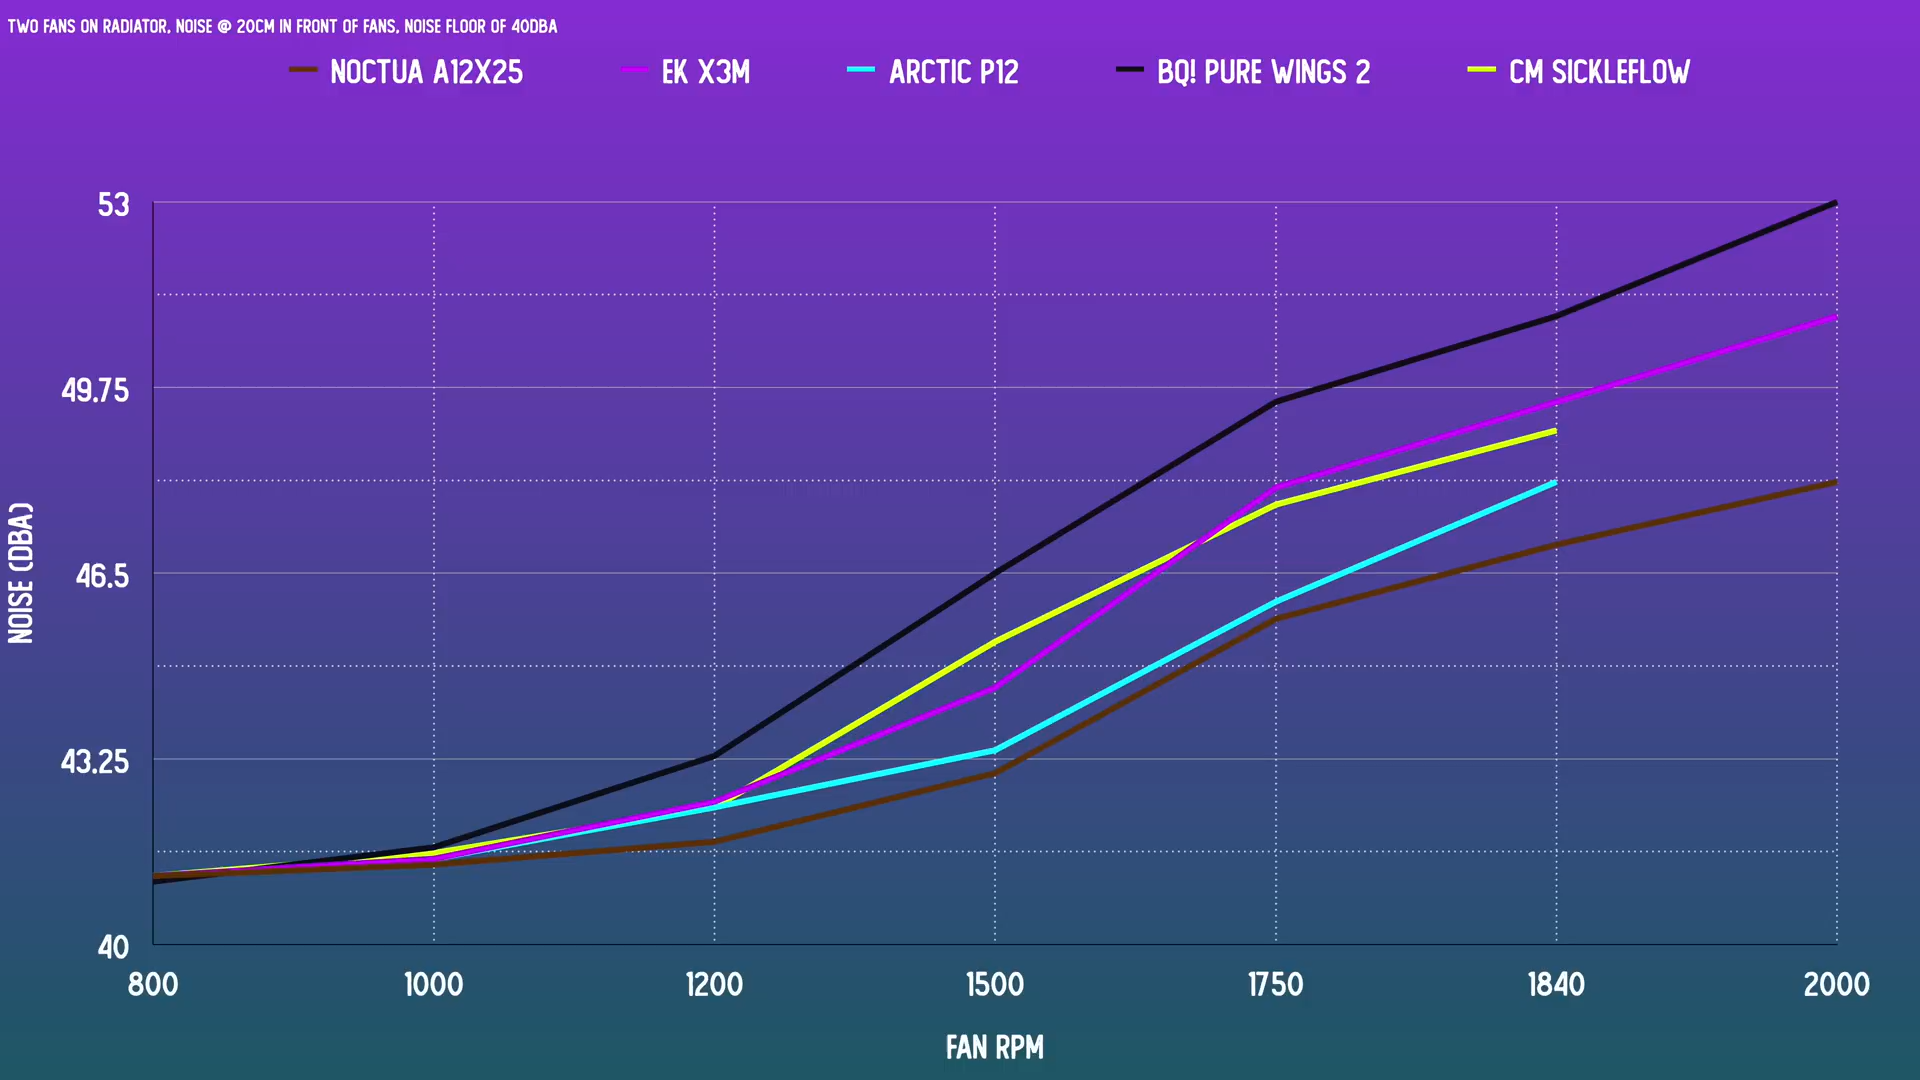 TWO FANS ON RADIATOR, NOISE @ 20CM IN FRONT OF FANS, NOISE FLOOR OF 40DBA
NOCTUA A12X25 EK X3M ARCTIC P12 BQ! PURE WINGS 2 CM SICKLEFLOW
53
49.75
46.5
43.25
40
NOISE (DBA)
800 1000 1200 1500 1750 1840 2000
FAN RPM